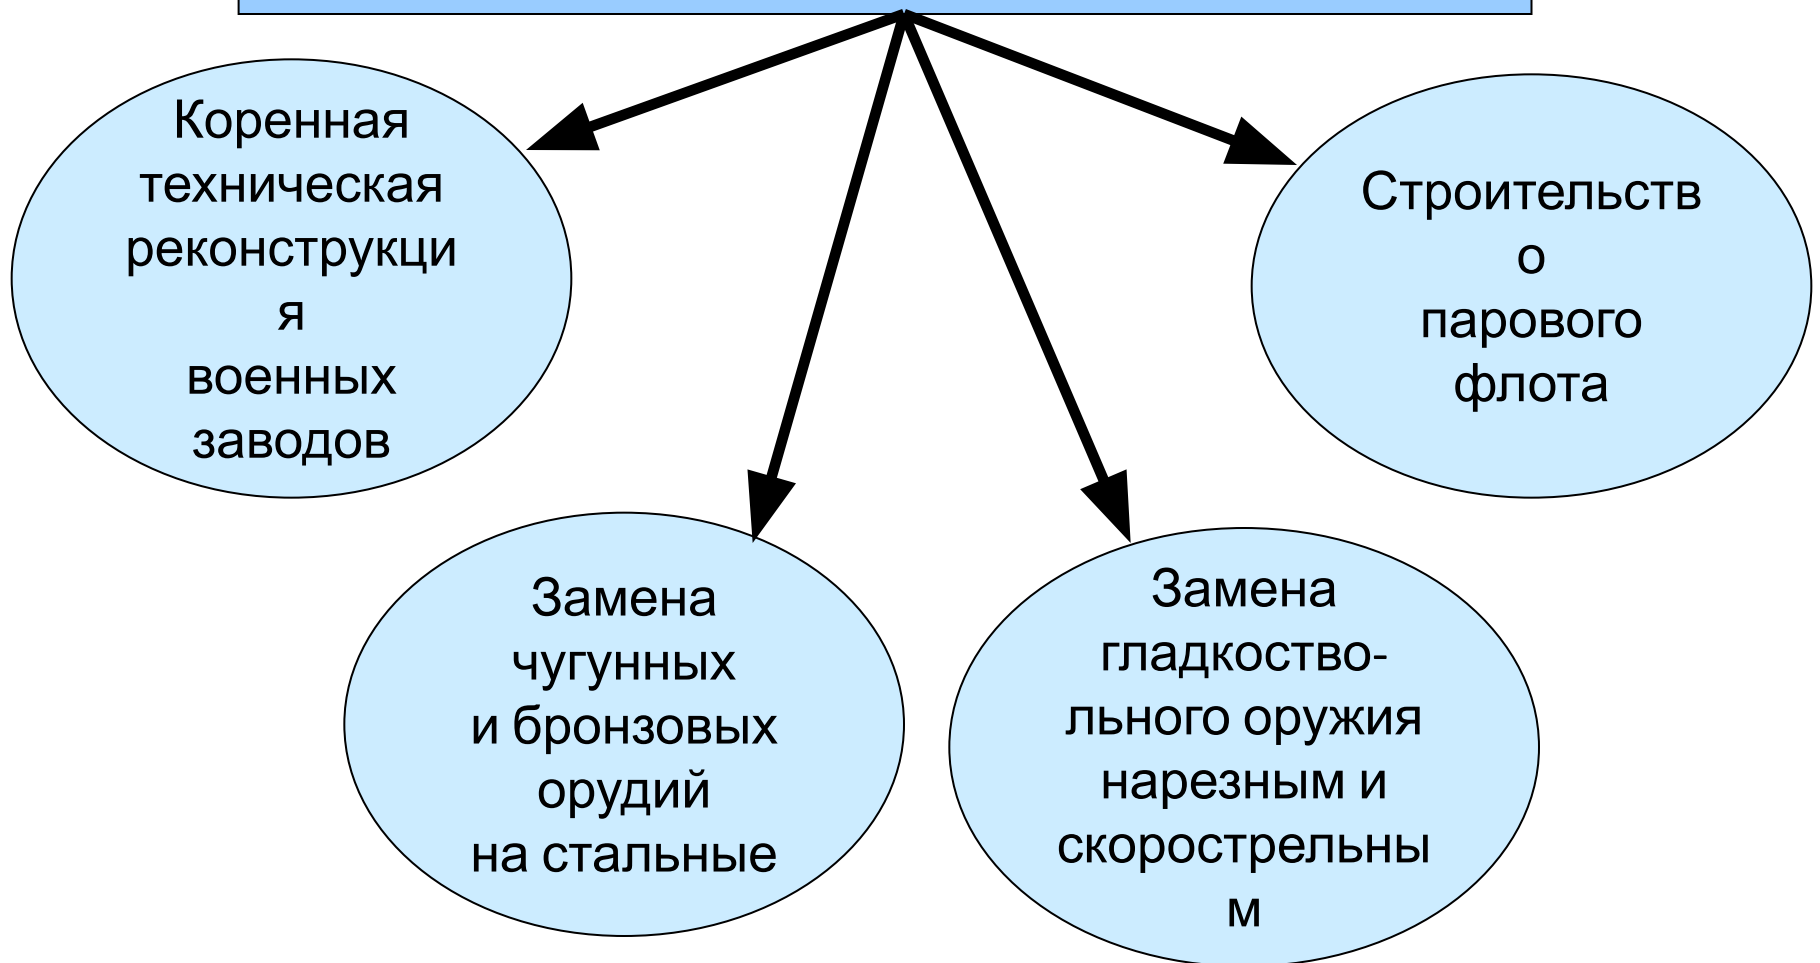 Коренная
техническая
реконструкци
я
военных
заводов
Строительств
о
парового
флота
Замена
чугунных
и бронзовых
орудий
на стальные
Замена
гладкоство-
льного оружия
нарезным и
скорострельны
м